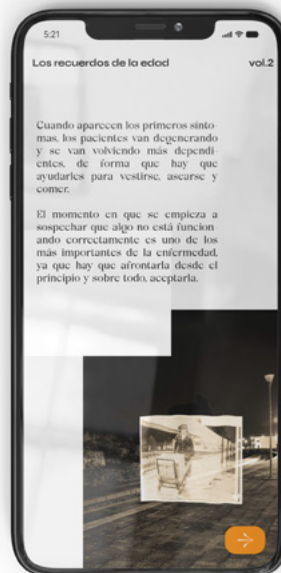 5:21
Los recuerdos de la edad vol.2
Cuando aparecen los primeros sínto-
mas, los pacientes van degenerando
y se van volviendo más dependi-
entes, de forma que hay que
ayudarles para vestirse, asearse y
comer.
El momento en que se empieza a
sospechar que algo no está funcion-
ando correctamente es uno de los
más importantes de la enfermedad,
ya que hay que afrontarla desde el
principio y sobre todo, aceptarla.